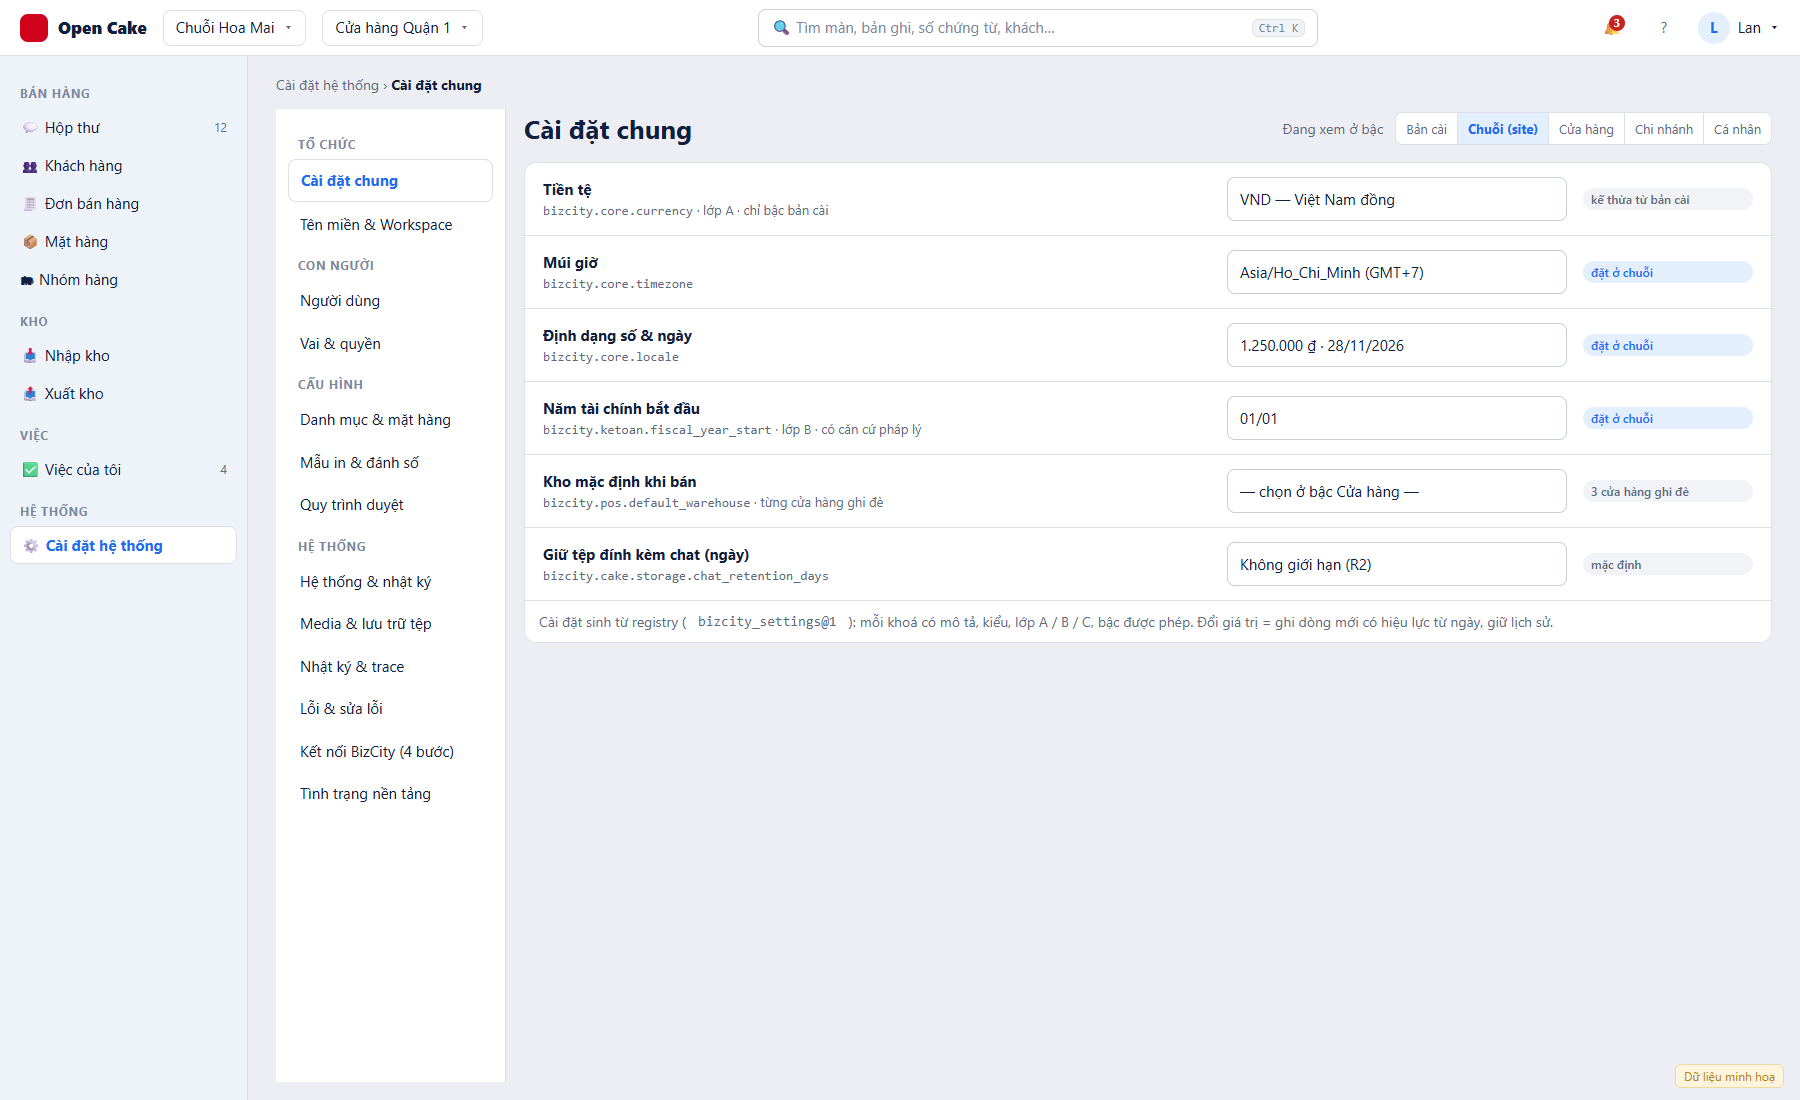 Open Cake
Chuỗi Hoa Mai
Cửa hàng Quận 1
Tìm màn, bản ghi, số chứng từ, khách...
Ctrl K
3
?
L
Lan
BÁN HÀNG
Hộp thư 12
Khách hàng
Đơn bán hàng
Mặt hàng
Nhóm hàng
KHO
Nhập kho
Xuất kho
VIỆC
Việc của tôi 4
HỆ THỐNG
Cài đặt hệ thống
Cài đặt hệ thống › Cài đặt chung
TỔ CHỨC
Cài đặt chung
Tên miền & Workspace
CON NGƯỜI
Người dùng
Vai & quyền
CẤU HÌNH
Danh mục & mặt hàng
Mẫu in & đánh số
Quy trình duyệt
HỆ THỐNG
Hệ thống & nhật ký
Media & lưu trữ tệp
Nhật ký & trace
Lỗi & sửa lỗi
Kết nối BizCity (4 bước)
Tình trạng nền tảng
Cài đặt chung
Đang xem ở bậc
Bản cài
Chuỗi (site)
Cửa hàng
Chi nhánh
Cá nhân
Tiền tệ
bizcity.core.currency · lớp A · chỉ bậc bản cài
VND — Việt Nam đồng
kế thừa từ bản cài
Múi giờ
bizcity.core.timezone
Asia/Ho_Chi_Minh (GMT+7)
đặt ở chuỗi
Định dạng số & ngày
bizcity.core.locale
1.250.000 ₫ · 28/11/2026
đặt ở chuỗi
Năm tài chính bắt đầu
bizcity.ketoan.fiscal_year_start · lớp B · có căn cứ pháp lý
01/01
đặt ở chuỗi
Kho mặc định khi bán
bizcity.pos.default_warehouse · từng cửa hàng ghi đè
— chọn ở bậc Cửa hàng —
3 cửa hàng ghi đè
Giữ tệp đính kèm chat (ngày)
bizcity.cake.storage.chat_retention_days
Không giới hạn (R2)
mặc định
Cài đặt sinh từ registry ( bizcity_settings@1 ): mỗi khoá có mô tả, kiểu, lớp A / B / C, bậc được phép. Đổi giá trị = ghi dòng mới có hiệu lực từ ngày, giữ lịch sử.
Dữ liệu minh hoạ